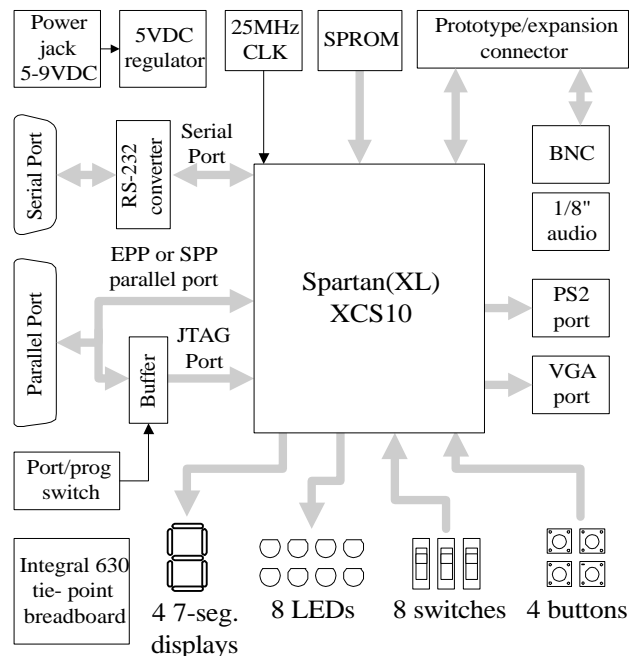 Power
jack
5-9VDC
5VDC
regulator
25MHz
CLK
SPROM
Prototype/expansion
connector
Serial Port
RS-232
converter
Serial
Port
BNC
1/8" audio
EPP or SPP
parallel port
Spartan(XL)
XCS10
PS2
port
Parallel Port
Buffer
JTAG
Port
VGA
port
Port/prog
switch
Integral 630
tie- point
breadboard
4 7-seg.
displays
8 LEDs
8 switches
4 buttons